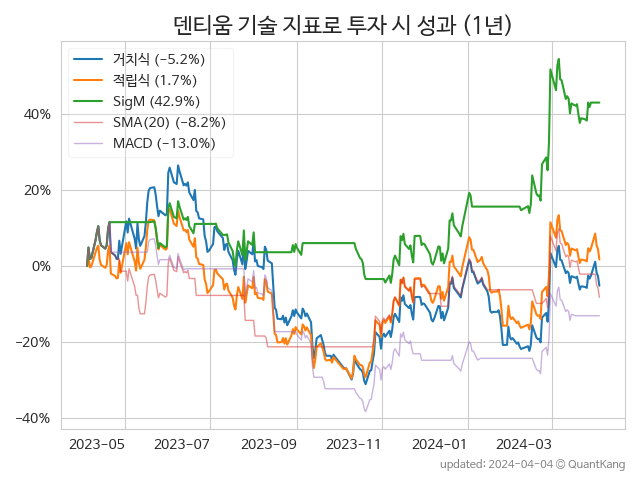 덴티움 기술 지표로 투자 시 성과 (1년)
거치식 (−5.2%)
적립식 (1.7%)
SigM (42.9%)
SMA(20) (−8.2%)
MACD (−13.0%)
40%
20%
0%
−20%
−40%
2023−05 2023−07 2023−09 2023−11 2024−01 2024−03
updated: 2024−04−04 © QuantKang